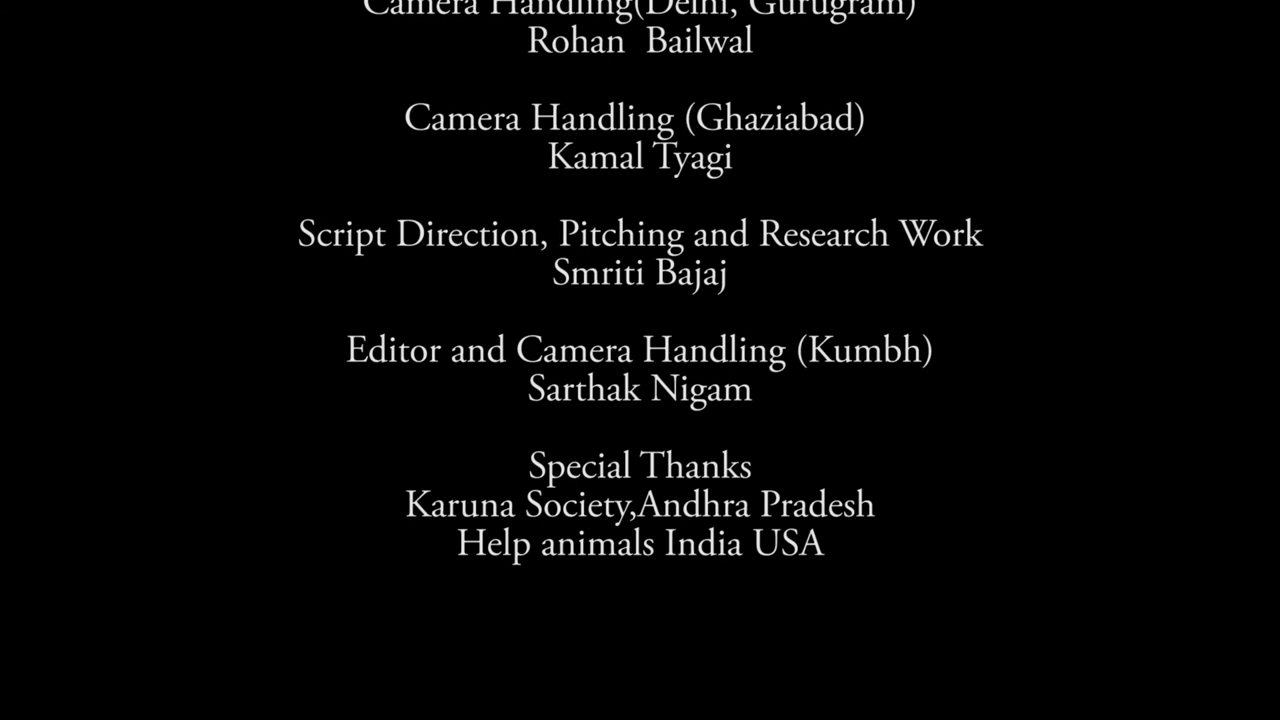 Camera Handling(Delhi, Gurugram)
Rohan  Bailwal
Camera Handling (Ghaziabad)
Kamal Tyagi
Script Direction, Pitching and Research Work
Smriti Bajaj
Editor and Camera Handling (Kumbh)
Sarthak Nigam
Special Thanks
Karuna Society,Andhra Pradesh
Help animals India USA